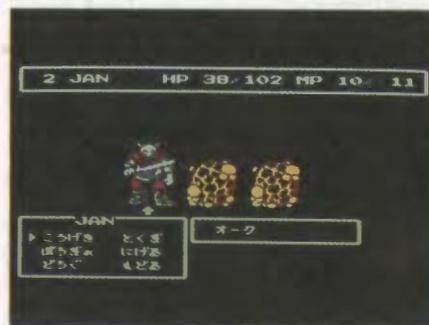 2 JAN HP 38/102 MP 10/ 11
JAN
こうげき とくぎ
ぼうぎょ にげる
どうぐ もどる
オーク